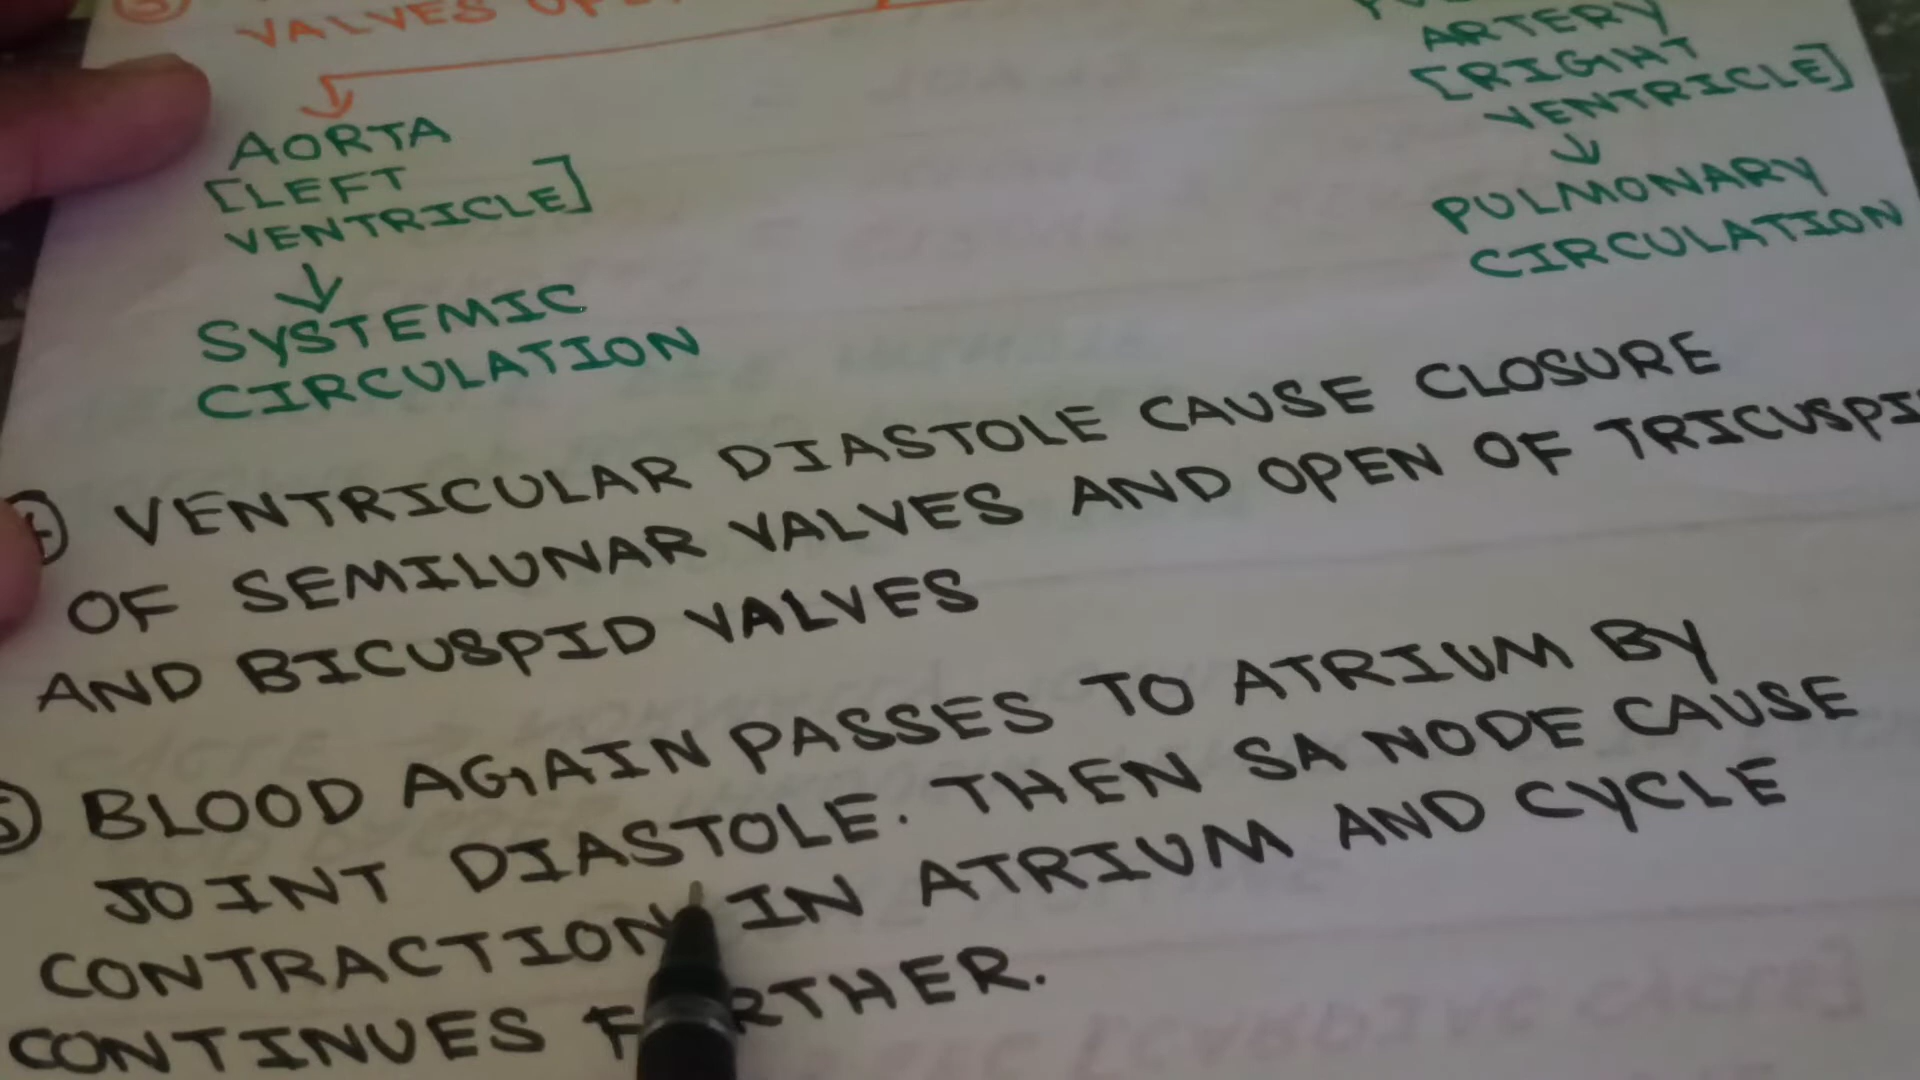 ③
VALVES
AORTA
[LEFT
VENTRICLE]
↓
SYSTEMIC
CIRCULATION
ARTERY
[RIGHT
VENTRICLE]
↓
PULMONARY
CIRCULATION
VENTRICULAR DIASTOLE CAUSE CLOSURE
OF SEMILUNAR VALVES AND OPEN OF TRICUSPI
AND BICUSPID VALVES
BLOOD AGAIN PASSES TO ATRIUM BY
JOINT DIASTOLE. THEN SA NODE CAUSE
CONTRACTION IN ATRIUM AND CYCLE
CONTINUES F RTHER.